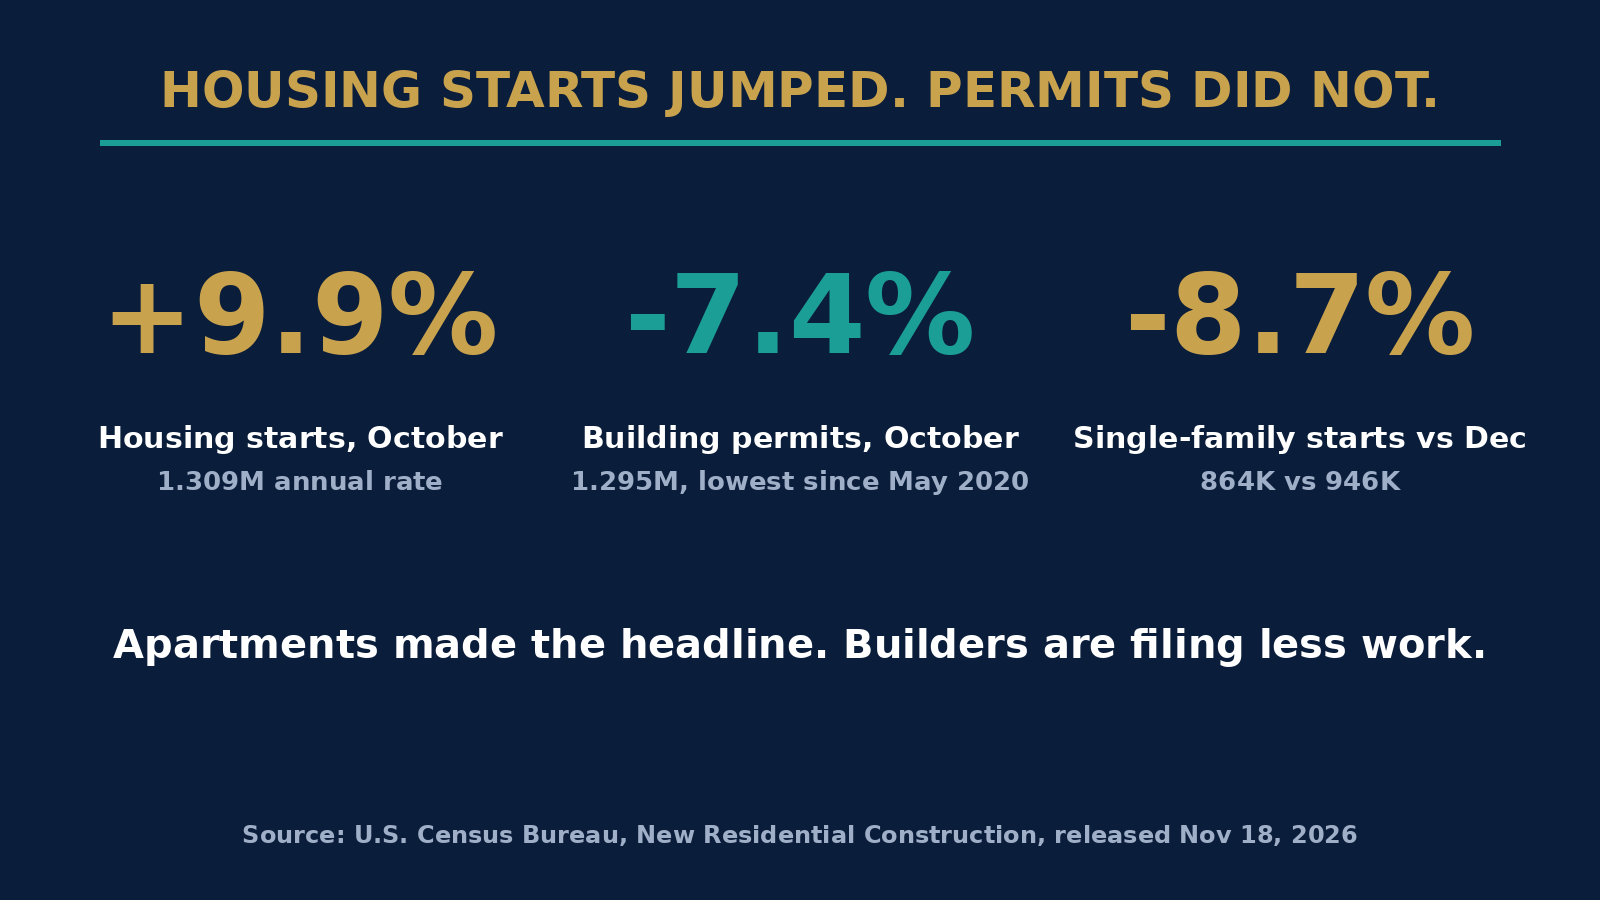 HOUSING STARTS JUMPED. PERMITS DID NOT.
+9.9%
Housing starts, October
1.309M annual rate
-7.4%
Building permits, October
1.295M, lowest since May 2020
-8.7%
Single-family starts vs Dec
864K vs 946K
Apartments made the headline. Builders are filing less work.
Source: U.S. Census Bureau, New Residential Construction, released Nov 18, 2026